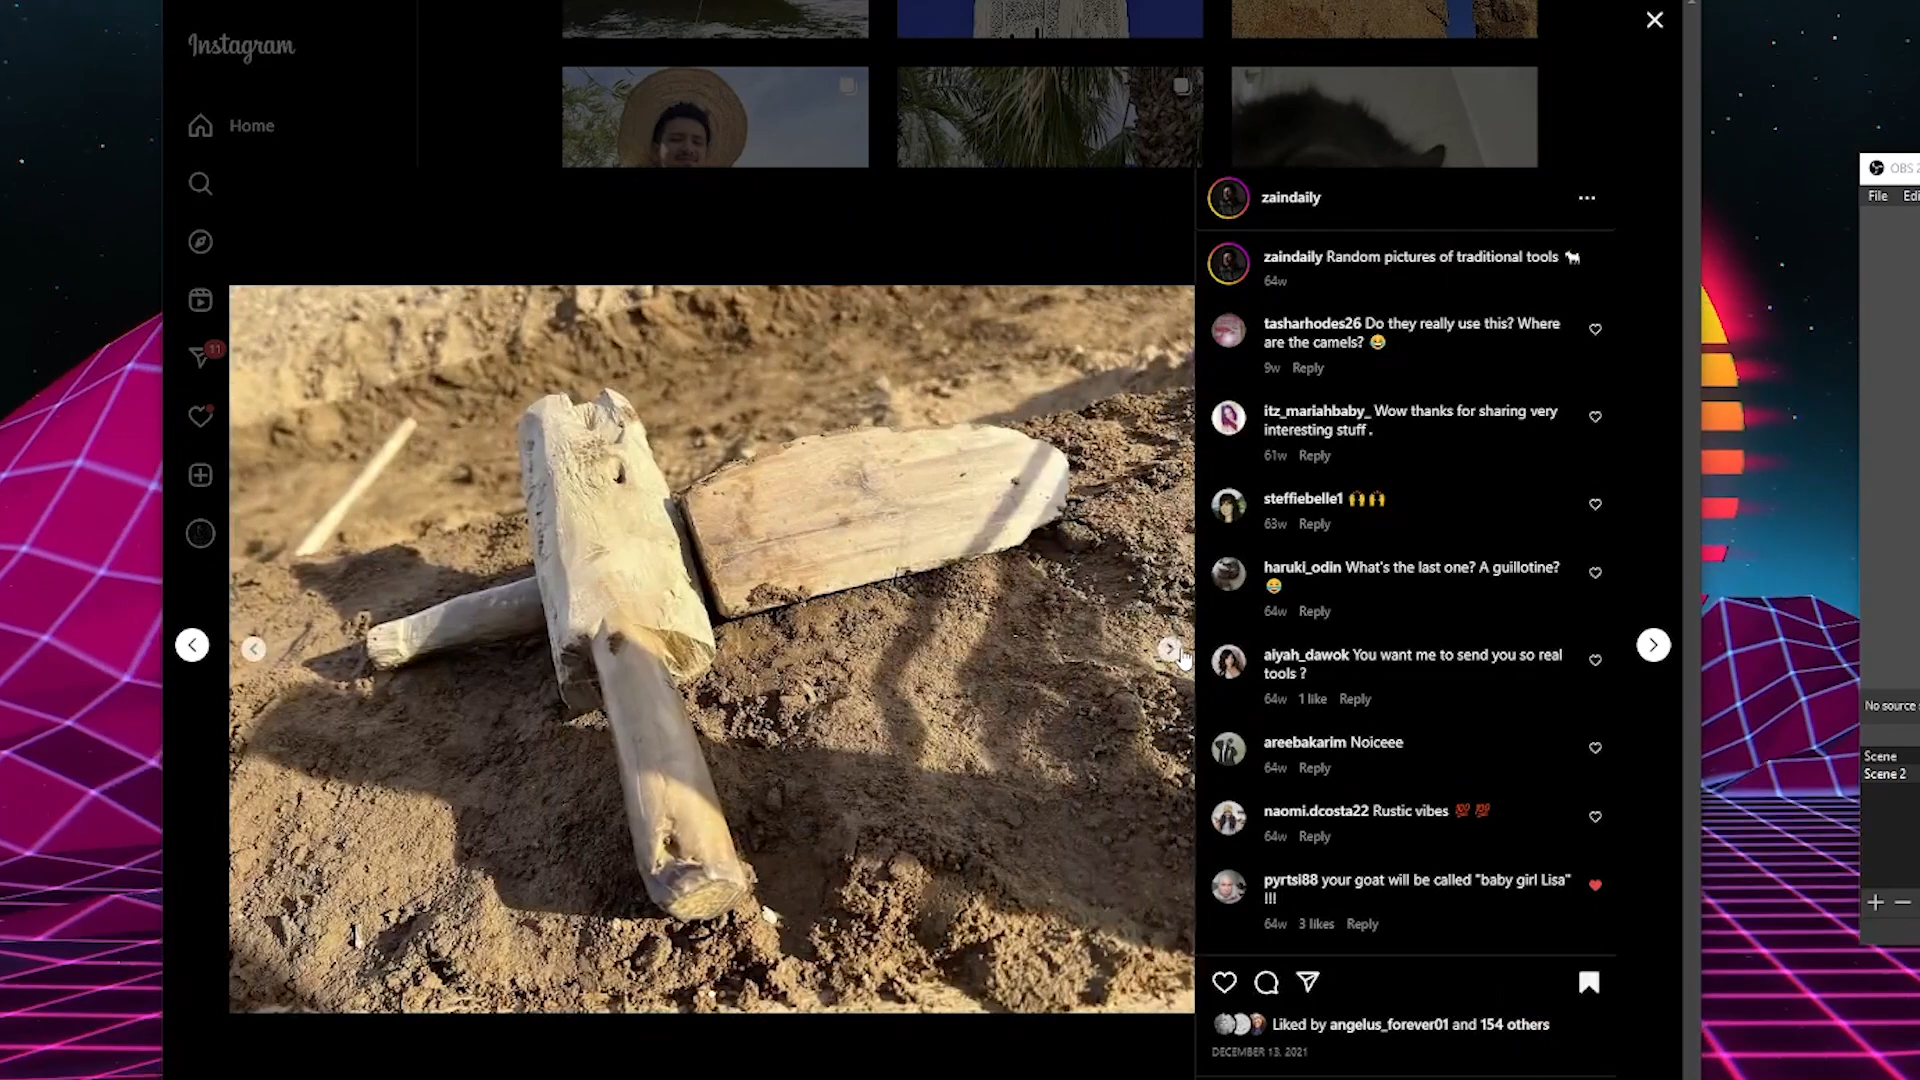 Instagram
Home
11
zaindaily
zaindaily Random pictures of traditional tools 🐐
64w
tasharhodes26 Do they really use this? Where
are the camels? 😂
9w Reply
itz_mariahbaby_ Wow thanks for sharing very
interesting stuff .
61w Reply
steffiebelle1 🙌🙌
63w Reply
haruki_odin What's the last one? A guillotine?
😂
64w Reply
aiyah_dawok You want me to send you so real
tools ?
64w 1 like Reply
areebakarim Noiceee
64w Reply
naomi.dcosta22 Rustic vibes 💯 💯
64w Reply
pyrtsi88 your goat will be called "baby girl Lisa"
!!!
64w 3 likes Reply
Liked by angelus_forever01 and 154 others
DECEMBER 13, 2021
OBS 2
File Edi
No source s
Scene
Scene 2